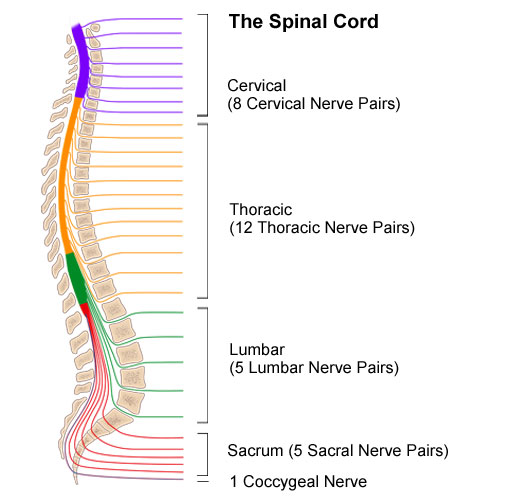 The Spinal Cord
Cervical
(8 Cervical Nerve Pairs)
Thoracic
(12 Thoracic Nerve Pairs)
Lumbar
(5 Lumbar Nerve Pairs)
Sacrum (5 Sacral Nerve Pairs)
1 Coccygeal Nerve